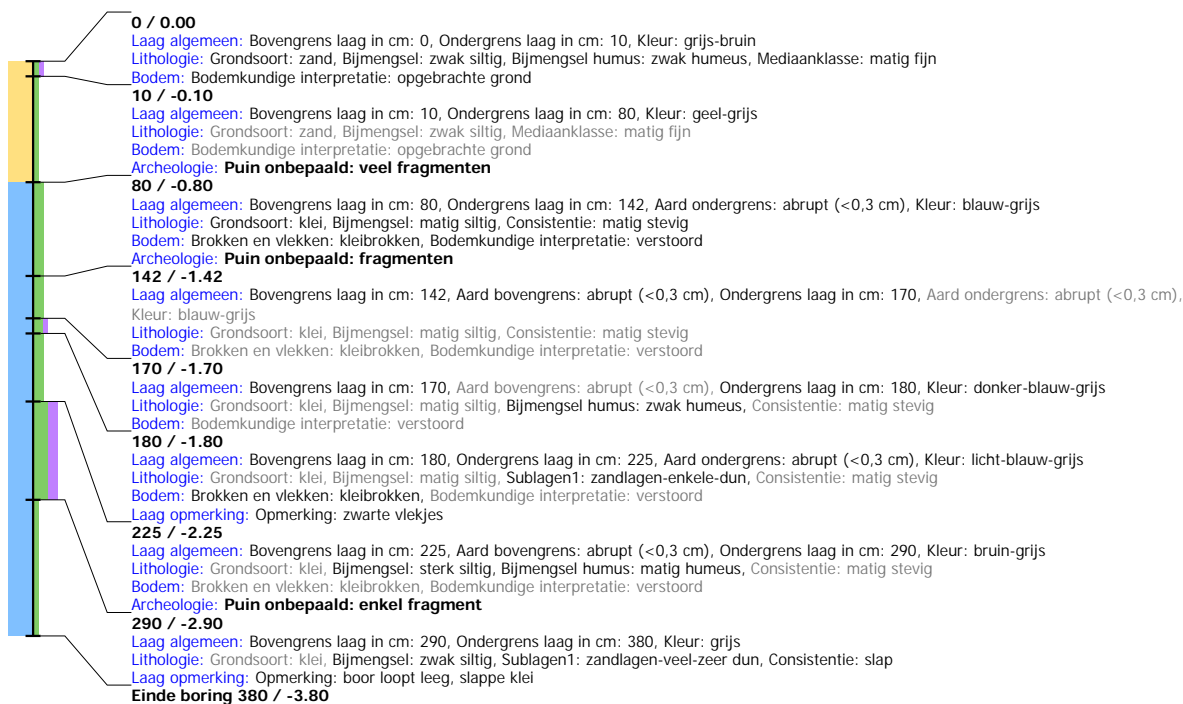 0 / 0.00
Laag algemeen: Bovengrens laag in cm: 0, Ondergrens laag in cm: 10, Kleur: grijs-bruin
Lithologie: Grondsoort: zand, Bijmengsel: zwak siltig, Bijmengsel humus: zwak humeus, Mediaanklasse: matig fijn
Bodem: Bodemkundige interpretatie: opgebrachte grond
10 / -0.10
Laag algemeen: Bovengrens laag in cm: 10, Ondergrens laag in cm: 80, Kleur: geel-grijs
Lithologie: Grondsoort: zand, Bijmengsel: zwak siltig, Mediaanklasse: matig fijn
Bodem: Bodemkundige interpretatie: opgebrachte grond
Archeologie: Puin onbepaald: veel fragmenten
80 / -0.80
Laag algemeen: Bovengrens laag in cm: 80, Ondergrens laag in cm: 142, Aard ondergrens: abrupt (<0,3 cm), Kleur: blauw-grijs
Lithologie: Grondsoort: klei, Bijmengsel: matig siltig, Consistentie: matig stevig
Bodem: Brokken en vlekken: kleibrokken, Bodemkundige interpretatie: verstoord
Archeologie: Puin onbepaald: fragmenten
142 / -1.42
Laag algemeen: Bovengrens laag in cm: 142, Aard bovengrens: abrupt (<0,3 cm), Ondergrens laag in cm: 170, Aard ondergrens: abrupt (<0,3 cm),
Kleur: blauw-grijs
Lithologie: Grondsoort: klei, Bijmengsel: matig siltig, Consistentie: matig stevig
Bodem: Brokken en vlekken: kleibrokken, Bodemkundige interpretatie: verstoord
170 / -1.70
Laag algemeen: Bovengrens laag in cm: 170, Aard bovengrens: abrupt (<0,3 cm), Ondergrens laag in cm: 180, Kleur: donker-blauw-grijs
Lithologie: Grondsoort: klei, Bijmengsel: matig siltig, Bijmengsel humus: zwak humeus, Consistentie: matig stevig
Bodem: Bodemkundige interpretatie: verstoord
180 / -1.80
Laag algemeen: Bovengrens laag in cm: 180, Ondergrens laag in cm: 225, Aard ondergrens: abrupt (<0,3 cm), Kleur: licht-blauw-grijs
Lithologie: Grondsoort: klei, Bijmengsel: matig siltig, Sublagen1: zandlagen-enkele-dun, Consistentie: matig stevig
Bodem: Brokken en vlekken: kleibrokken, Bodemkundige interpretatie: verstoord
Laag opmerking: Opmerking: zwarte vlekjes
225 / -2.25
Laag algemeen: Bovengrens laag in cm: 225, Aard bovengrens: abrupt (<0,3 cm), Ondergrens laag in cm: 290, Kleur: bruin-grijs
Lithologie: Grondsoort: klei, Bijmengsel: sterk siltig, Bijmengsel humus: matig humeus, Consistentie: matig stevig
Bodem: Brokken en vlekken: kleibrokken, Bodemkundige interpretatie: verstoord
Archeologie: Puin onbepaald: enkel fragment
290 / -2.90
Laag algemeen: Bovengrens laag in cm: 290, Ondergrens laag in cm: 380, Kleur: grijs
Lithologie: Grondsoort: klei, Bijmengsel: zwak siltig, Sublagen1: zandlagen-veel-zeer dun, Consistentie: slap
Laag opmerking: Opmerking: boor loopt leeg, slappe klei
Einde boring 380 / -3.80